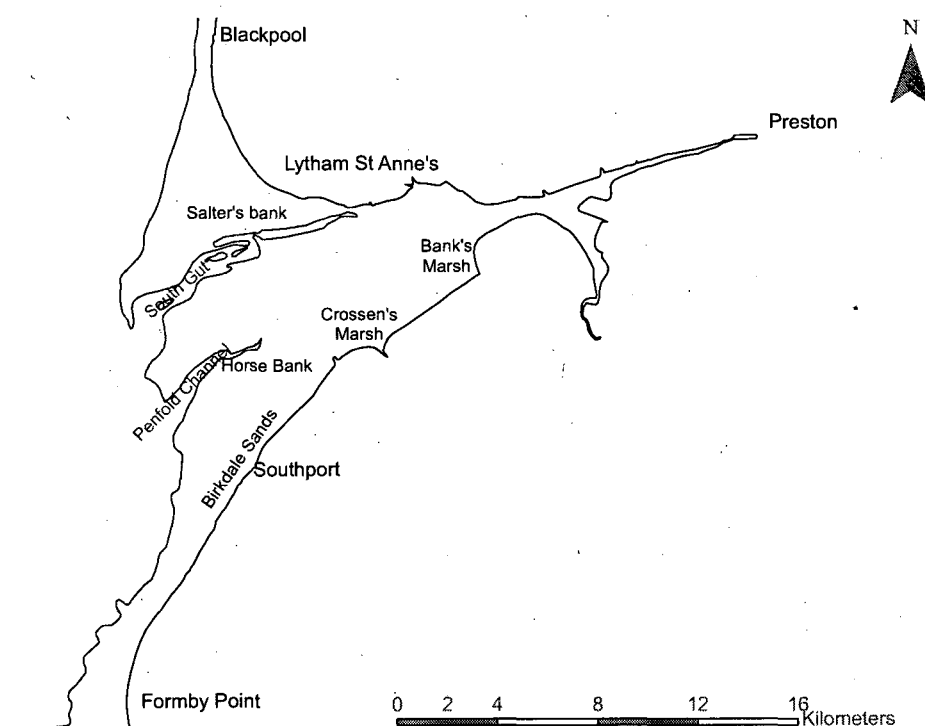 N
Blackpool
Preston
Lytham St Anne's
Salter's bank
Bank's
Marsh
South Gut
Crossen's
Marsh
Horse Bank
Penfold Channel
Birkdale Sands
Southport
Formby Point
0 2 4 8 12 16
Kilometers